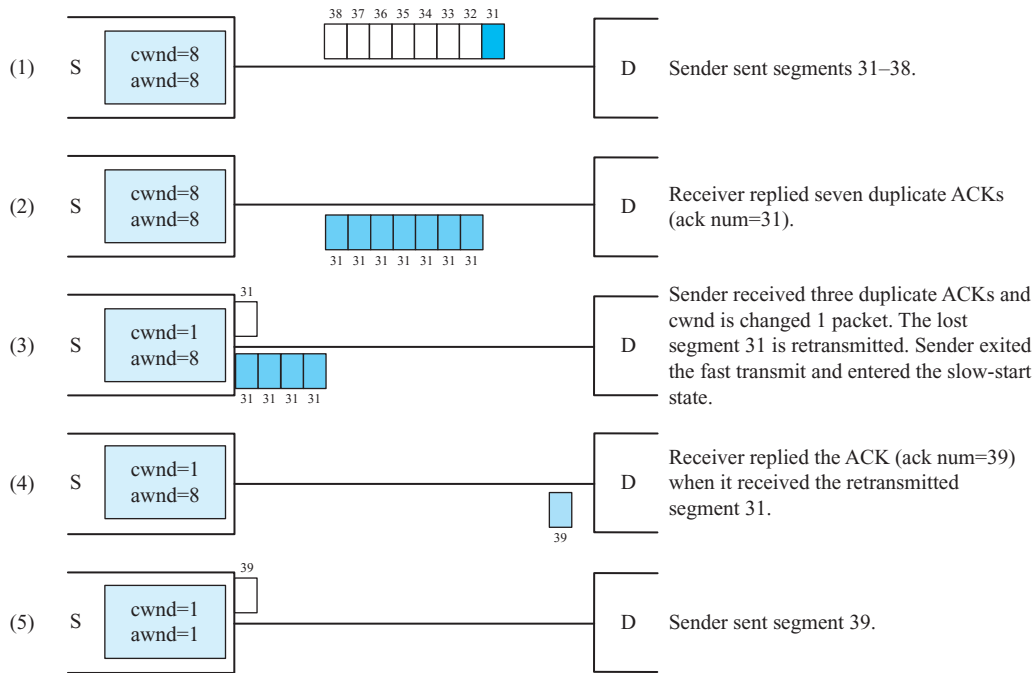 38 37 36 35 34 33 32 31
(1) S cwnd=8 D Sender sent segments 31–38.
awnd=8
(2) S cwnd=8 D Receiver replied seven duplicate ACKs
awnd=8 (ack num=31).
31 31 31 31 31 31 31
31 Sender received three duplicate ACKs and
cwnd is changed 1 packet. The lost
(3) S cwnd=1 D segment 31 is retransmitted. Sender exited
awnd=8 the fast transmit and entered the slow-start
31 31 31 31 state.
(4) S cwnd=1 D Receiver replied the ACK (ack num=39)
awnd=8 when it received the retransmitted
segment 31.
39
39
(5) S cwnd=1 D Sender sent segment 39.
awnd=1